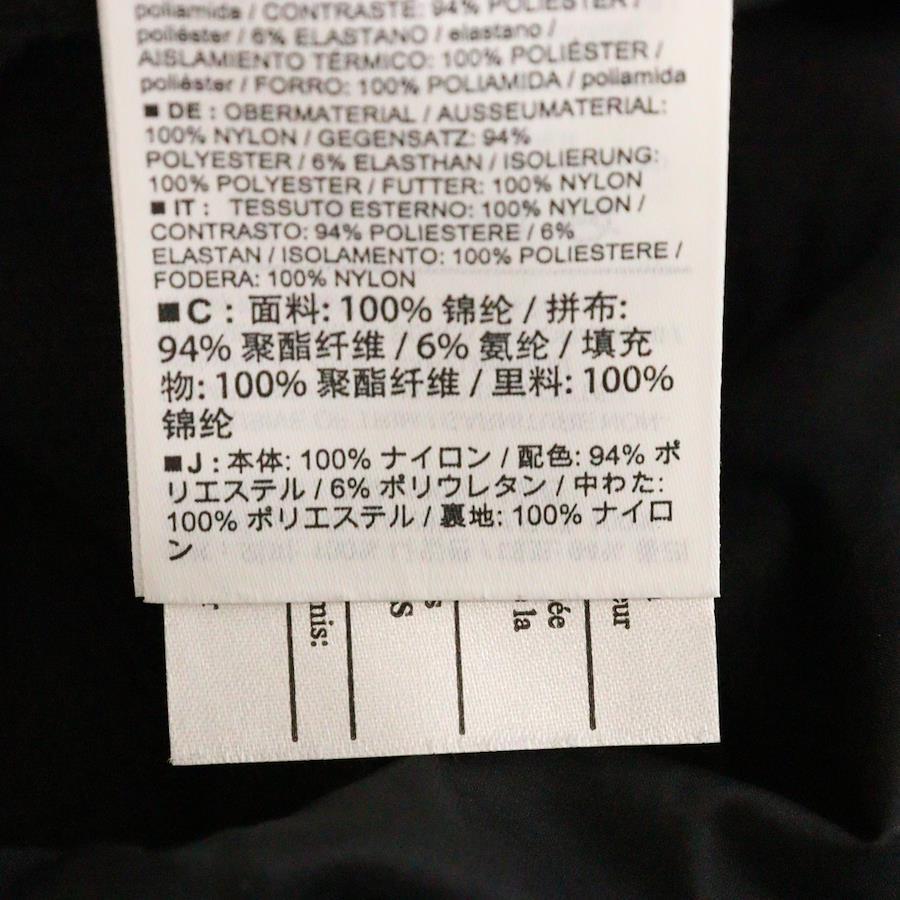 poliamida / CONTRASTE: 94% POLIÉSTER /
poliéster / 6% ELASTANO / elastano /
AISLAMIENTO TÉRMICO: 100% POLIÉSTER /
poliéster / FORRO: 100% POLIAMIDA / poliamida
■ DE : OBERMATERIAL / AUSSEUMATERIAL:
100% NYLON / GEGENSATZ: 94%
POLYESTER / 6% ELASTHAN / ISOLIERUNG:
100% POLYESTER / FUTTER: 100% NYLON
■ IT : TESSUTO ESTERNO: 100% NYLON /
CONTRASTO: 94% POLIESTERE / 6%
ELASTAN / ISOLAMENTO: 100% POLIESTERE /
FODERA: 100% NYLON
■ C : 面料: 100% 锦纶 / 拼布:
94% 聚酯纤维 / 6% 氨纶 / 填充
物: 100% 聚酯纤维 / 里料: 100%
锦纶
■ J : 本体: 100% ナイロン / 配色: 94% ポ
リエステル / 6% ポリウレタン / 中わた:
100% ポリエステル / 裏地: 100% ナイロ
ン
eur
ée
la
S
mis: